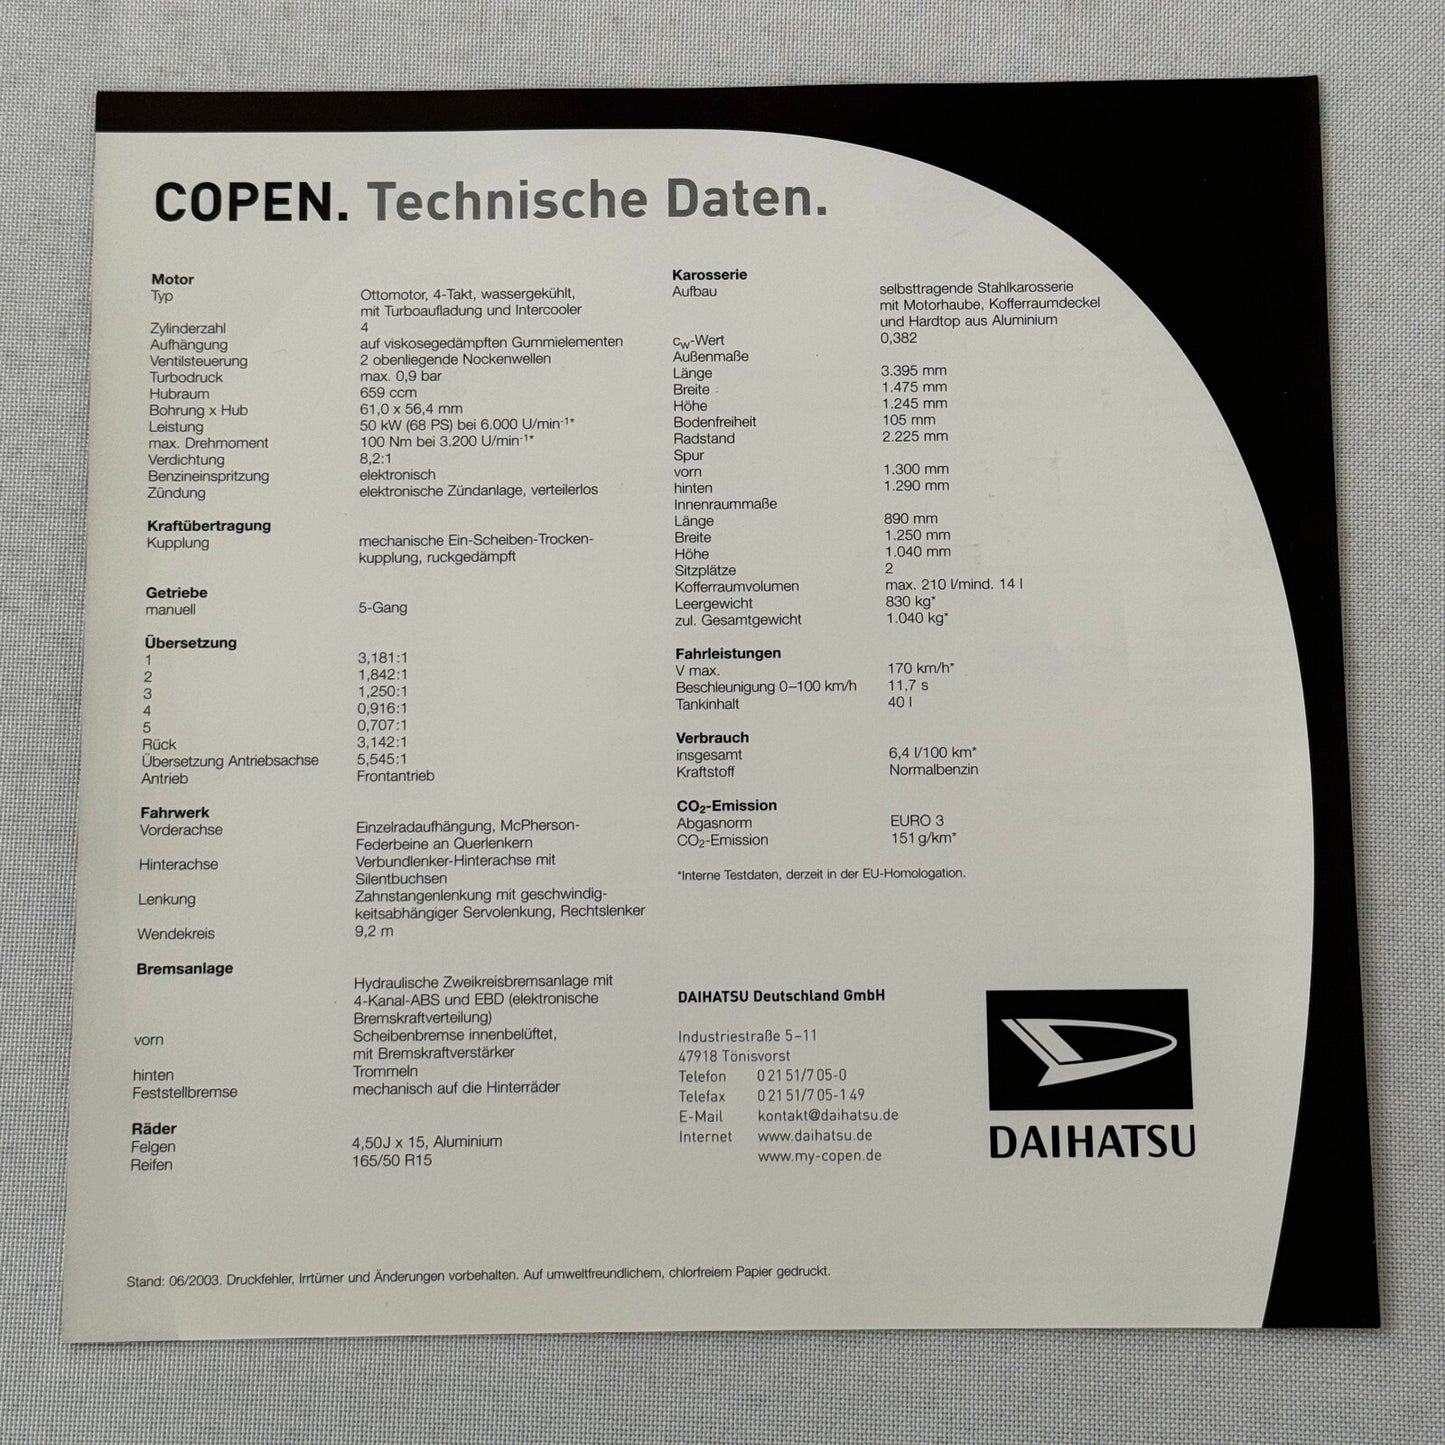 COPEN. Technische Daten.
Motor
Typ Ottomotor, 4-Takt, wassergekühlt,
mit Turboaufladung und Intercooler
Zylinderzahl 4
Aufhängung auf viskosegedämpften Gummielementen
Ventilsteuerung 2 obenliegende Nockenwellen
Turbodruck max. 0,9 bar
Hubraum 659 ccm
Bohrung x Hub 61,0 x 56,4 mm
Leistung 50 kW (68 PS) bei 6.000 U/min⁻¹*
max. Drehmoment 100 Nm bei 3.200 U/min⁻¹*
Verdichtung 8,2:1
Benzineinspritzung elektronisch
Zündung elektronische Zündanlage, verteilerlos
Kraftübertragung
Kupplung mechanische Ein-Scheiben-Trocken-
kupplung, ruckgedämpft
Getriebe
manuell 5-Gang
Übersetzung
1 3,181:1
2 1,842:1
3 1,250:1
4 0,916:1
5 0,707:1
Rück 3,142:1
Übersetzung Antriebsachse 5,545:1
Antrieb Frontantrieb
Fahrwerk
Vorderachse Einzelradaufhängung, McPherson-
Federbeine an Querlenkern
Hinterachse Verbundlenker-Hinterachse mit
Silentbuchsen
Lenkung Zahnstangenlenkung mit geschwindig-
keitsabhängiger Servolenkung, Rechtslenker
Wendekreis 9,2 m
Bremsanlage
Hydraulische Zweikreisbremsanlage mit
4-Kanal-ABS und EBD (elektronische
Bremskraftverteilung)
vorn Scheibenbremse innenbelüftet,
mit Bremskraftverstärker
hinten Trommeln
Feststellbremse mechanisch auf die Hinterräder
Räder
Felgen 4,50J x 15, Aluminium
Reifen 165/50 R15
Karosserie
Aufbau selbsttragende Stahlkarosserie
mit Motorhaube, Kofferraumdeckel
und Hardtop aus Aluminium
cw-Wert 0,382
Außenmaße
Länge 3.395 mm
Breite 1.475 mm
Höhe 1.245 mm
Bodenfreiheit 105 mm
Radstand 2.225 mm
Spur
vorn 1.300 mm
hinten 1.290 mm
Innenraummaße
Länge 890 mm
Breite 1.250 mm
Höhe 1.040 mm
Sitzplätze 2
Kofferraumvolumen max. 210 l/mind. 14 l
Leergewicht 830 kg*
zul. Gesamtgewicht 1.040 kg*
Fahrleistungen
V max. 170 km/h*
Beschleunigung 0–100 km/h 11,7 s
Tankinhalt 40 l
Verbrauch
insgesamt 6,4 l/100 km*
Kraftstoff Normalbenzin
CO₂-Emission
Abgasnorm EURO 3
CO₂-Emission 151 g/km*
*Interne Testdaten, derzeit in der EU-Homologation.
DAIHATSU Deutschland GmbH
Industriestraße 5–11
47918 Tönisvorst
Telefon 0 21 51/7 05-0
Telefax 0 21 51/7 05-1 49
E-Mail kontakt@daihatsu.de
Internet www.daihatsu.de
www.my-copen.de
DAIHATSU
Stand: 06/2003. Druckfehler, Irrtümer und Änderungen vorbehalten. Auf umweltfreundlichem, chlorfreiem Papier gedruckt.